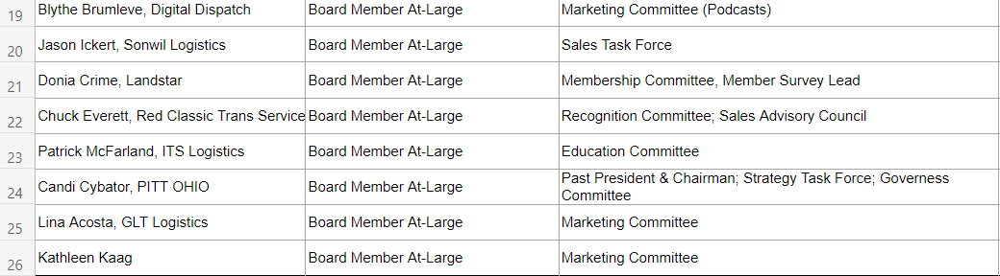 19 Blythe Brumleve, Digital Dispatch Board Member At-Large Marketing Committee (Podcasts)
20 Jason Ickert, Sonwil Logistics Board Member At-Large Sales Task Force
21 Donia Crime, Landstar Board Member At-Large Membership Committee, Member Survey Lead
22 Chuck Everett, Red Classic Trans Service Board Member At-Large Recognition Committee; Sales Advisory Council
23 Patrick McFarland, ITS Logistics Board Member At-Large Education Committee
24 Candi Cybator, PITT OHIO Board Member At-Large Past President & Chairman; Strategy Task Force; Governess
Committee
25 Lina Acosta, GLT Logistics Board Member At-Large Marketing Committee
26 Kathleen Kaag Board Member At-Large Marketing Committee